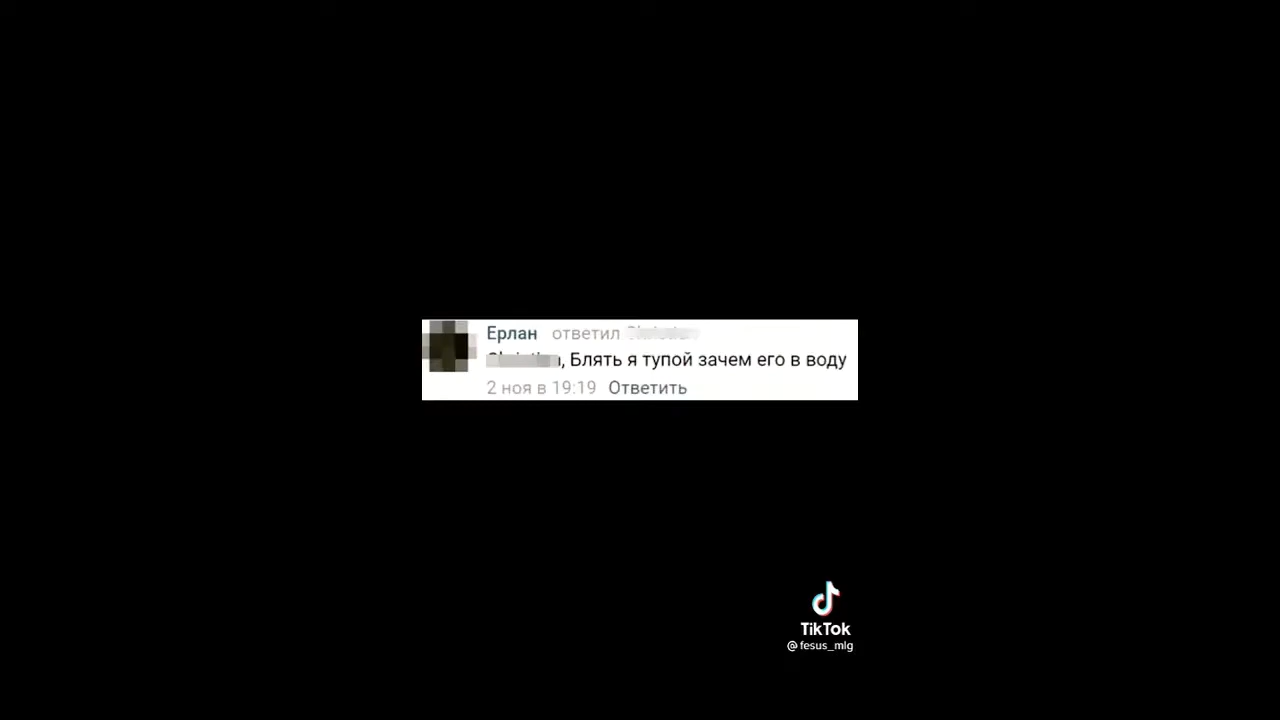 Ерлан ответил
, Блять я тупой зачем его в воду
2 ноя в 19:19 Ответить
TikTok
@fesus_mlg